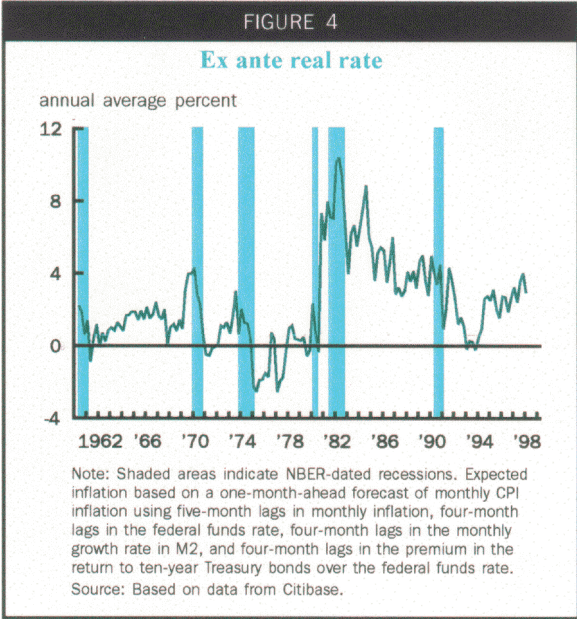 FIGURE 4
Ex ante real rate
annual average percent
12
8
4
0
-4
1962 '66 '70 '74 '78 '82 '86 '90 '94 '98
Note: Shaded areas indicate NBER-dated recessions. Expected
inflation based on a one-month-ahead forecast of monthly CPI
inflation using five-month lags in monthly inflation, four-month
lags in the federal funds rate, four-month lags in the monthly
growth rate in M2, and four-month lags in the premium in the
return to ten-year Treasury bonds over the federal funds rate.
Source: Based on data from Citibase.